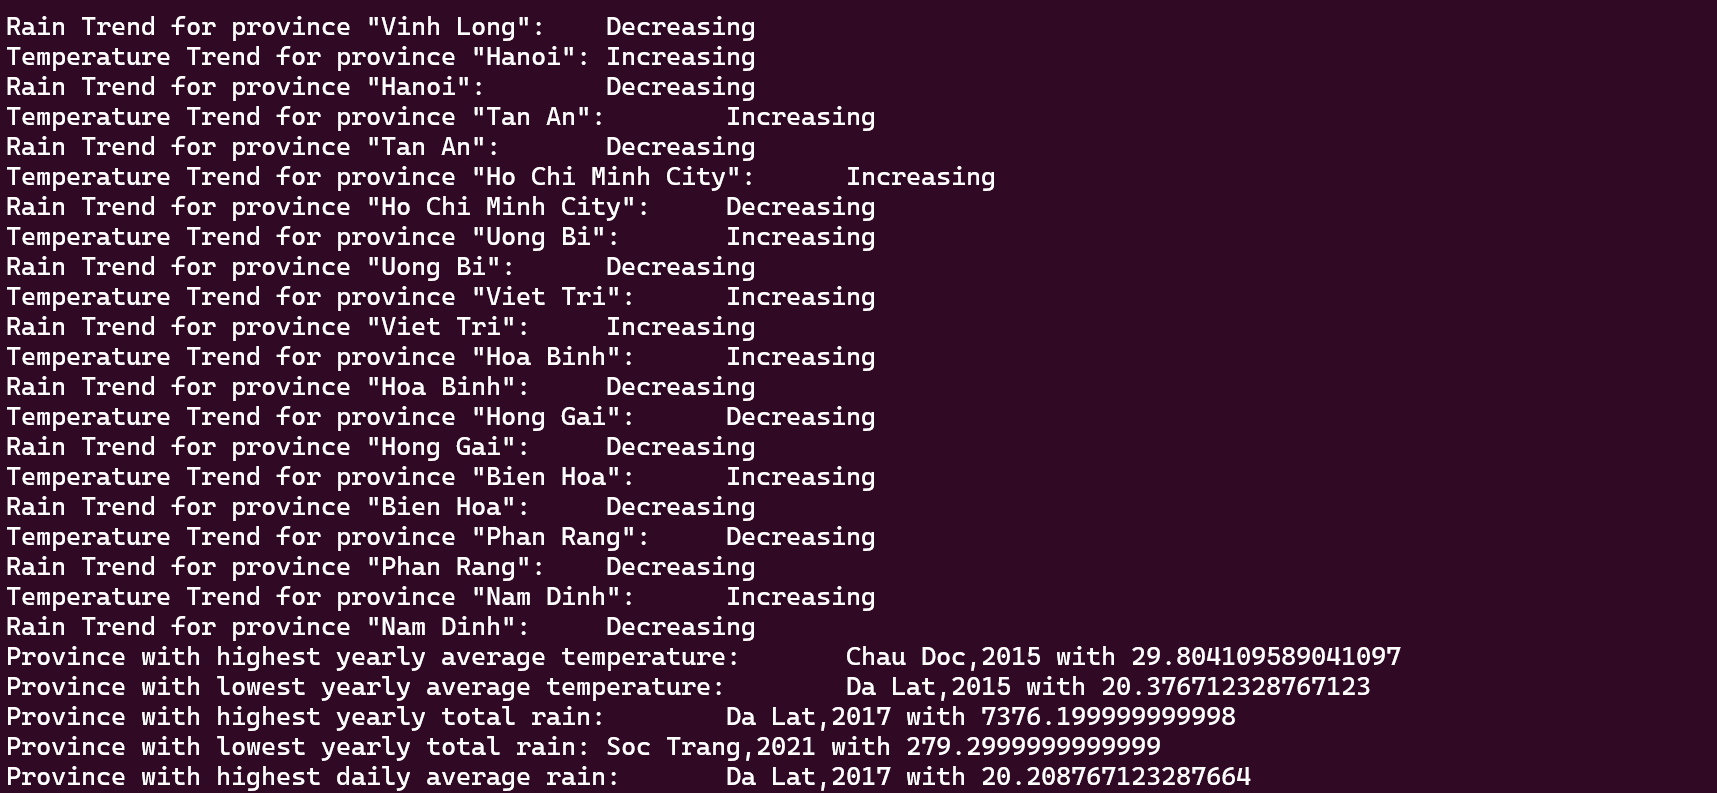 Rain Trend for province "Vinh Long":    Decreasing
Temperature Trend for province "Hanoi": Increasing
Rain Trend for province "Hanoi":        Decreasing
Temperature Trend for province "Tan An":        Increasing
Rain Trend for province "Tan An":       Decreasing
Temperature Trend for province "Ho Chi Minh City":      Increasing
Rain Trend for province "Ho Chi Minh City":     Decreasing
Temperature Trend for province "Uong Bi":       Increasing
Rain Trend for province "Uong Bi":      Decreasing
Temperature Trend for province "Viet Tri":      Increasing
Rain Trend for province "Viet Tri":     Increasing
Temperature Trend for province "Hoa Binh":      Increasing
Rain Trend for province "Hoa Binh":     Decreasing
Temperature Trend for province "Hong Gai":      Decreasing
Rain Trend for province "Hong Gai":     Decreasing
Temperature Trend for province "Bien Hoa":      Increasing
Rain Trend for province "Bien Hoa":     Decreasing
Temperature Trend for province "Phan Rang":     Decreasing
Rain Trend for province "Phan Rang":    Decreasing
Temperature Trend for province "Nam Dinh":      Increasing
Rain Trend for province "Nam Dinh":     Decreasing
Province with highest yearly average temperature:       Chau Doc,2015 with 29.804109589041097
Province with lowest yearly average temperature:        Da Lat,2015 with 20.376712328767123
Province with highest yearly total rain:        Da Lat,2017 with 7376.199999999998
Province with lowest yearly total rain: Soc Trang,2021 with 279.2999999999999
Province with highest daily average rain:       Da Lat,2017 with 20.208767123287664